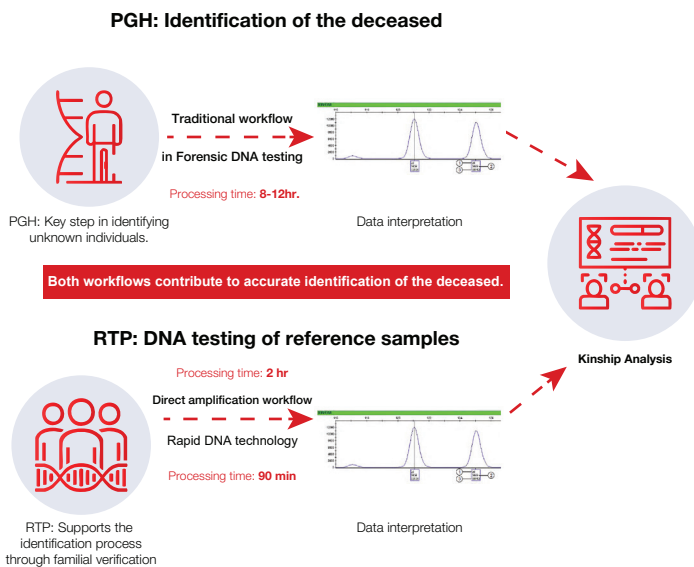 PGH: Identification of the deceased
Traditional workflow
in Forensic DNA testing
Processing time: 8-12hr.
PGH: Key step in identifying
unknown individuals.
Data interpretation
Both workflows contribute to accurate identification of the deceased.
Kinship Analysis
RTP: DNA testing of reference samples
Processing time: 2 hr
Direct amplification workflow
Rapid DNA technology
Processing time: 90 min
RTP: Supports the
identification process
through familial verification
Data interpretation